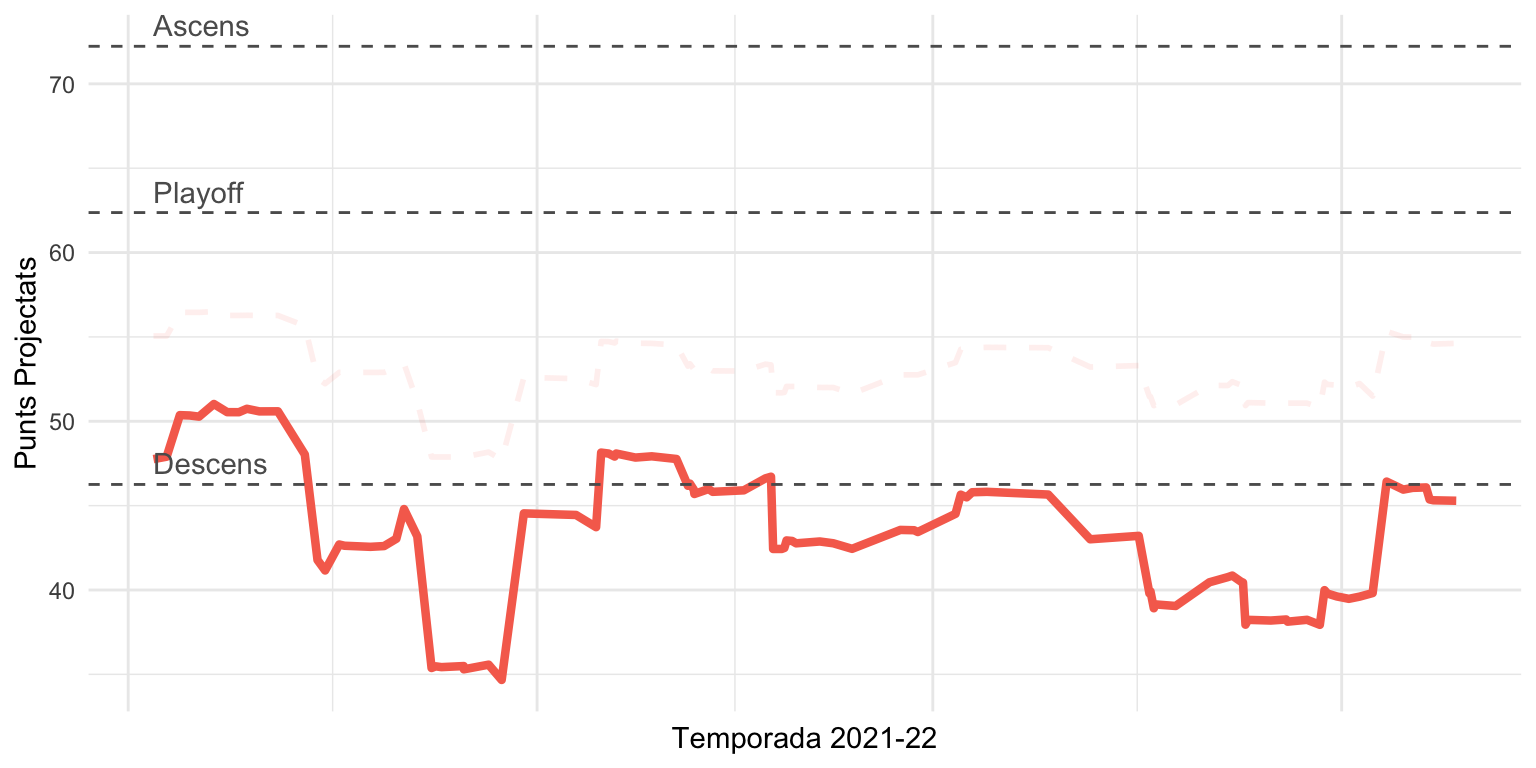 Ascens
70
Playoff
60
50
Descens
40
Punts Projectats
Temporada 2021-22